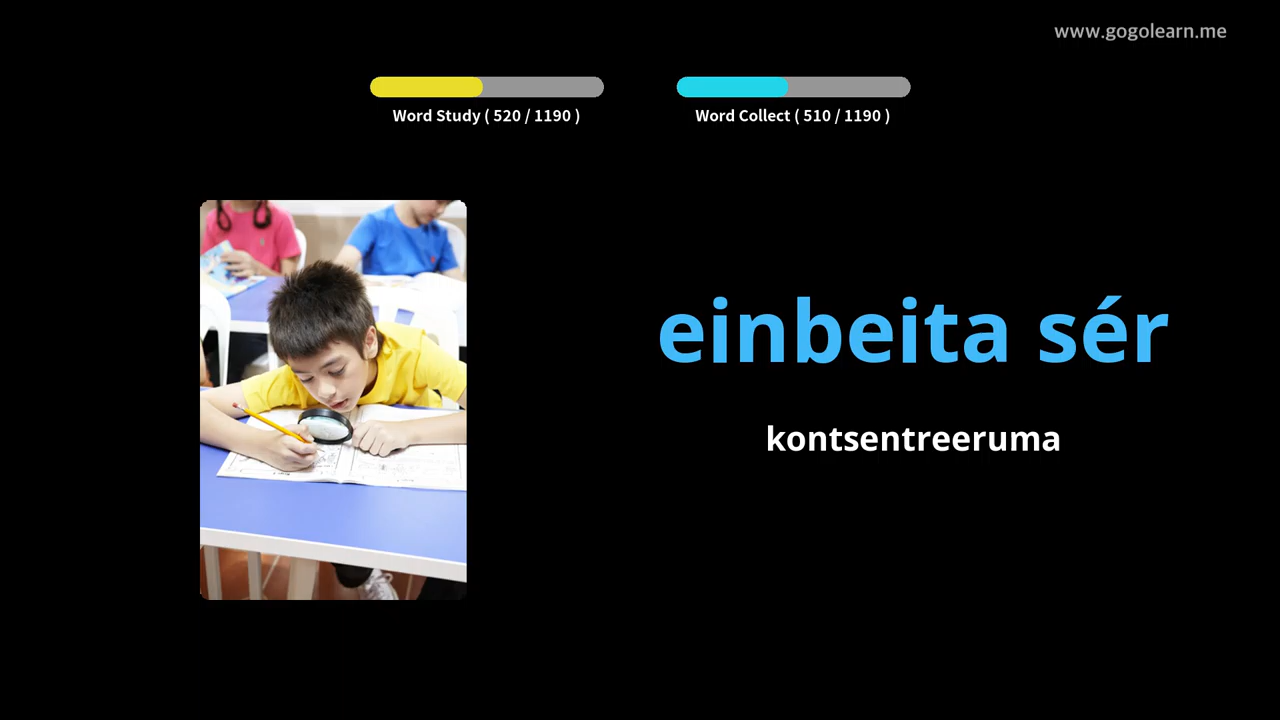 www.gogolearn.me
Word Study ( 520 / 1190 )
Word Collect ( 510 / 1190 )
einbeita sér
kontsentreeruma